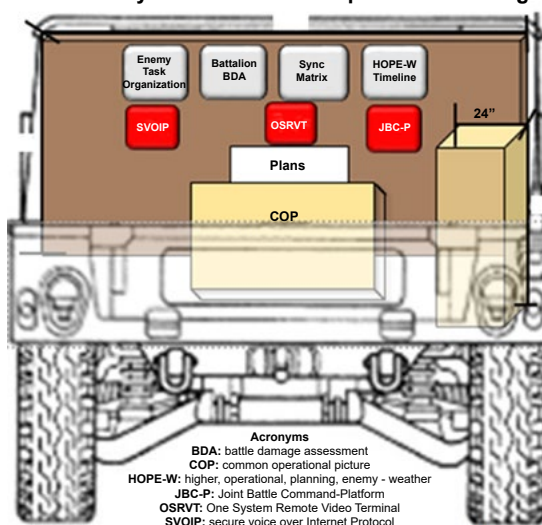 Enemy
Task
Organization
Battalion
BDA
Sync
Matrix
HOPE-W
Timeline
SVOIP
OSRVT
JBC-P
24”
Plans
COP
Acronyms
BDA: battle damage assessment
COP: common operational picture
HOPE-W: higher, operational, planning, enemy - weather
JBC-P: Joint Battle Command-Platform
OSRVT: One System Remote Video Terminal
SVOIP: secure voice over Internet Protocol